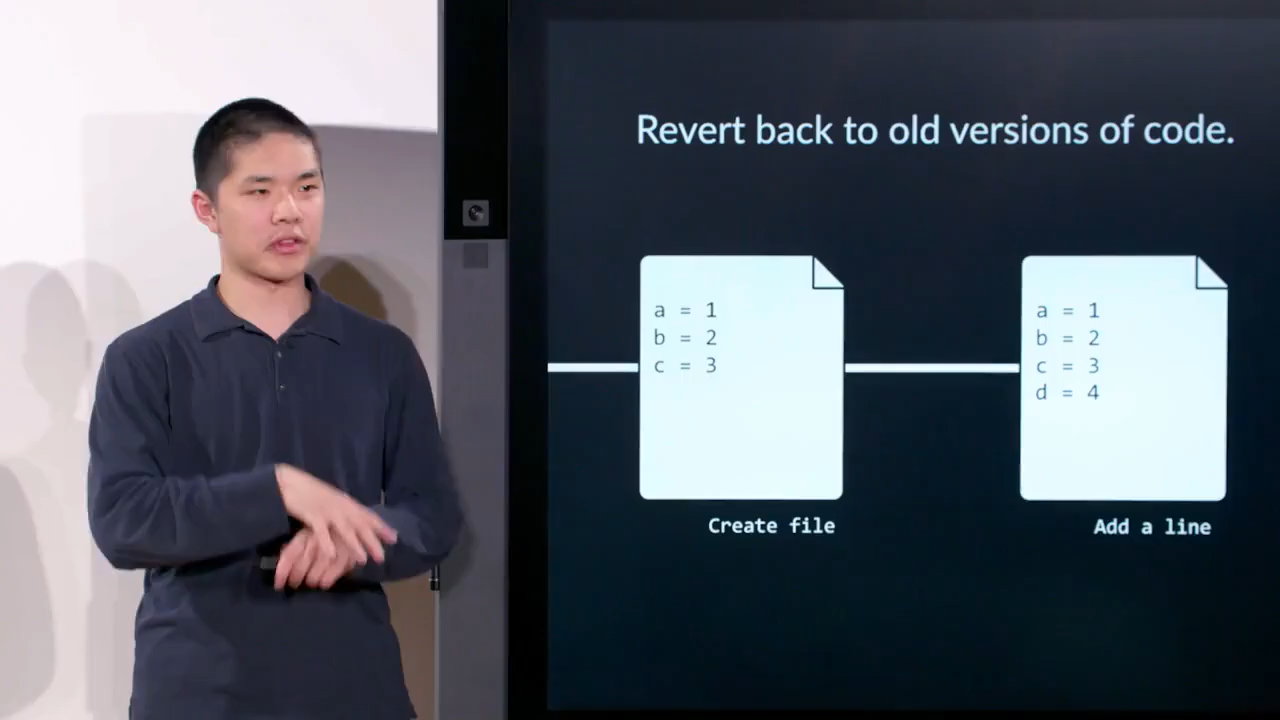 Revert back to old versions of code.
a = 1
b = 2
c = 3
a = 1
b = 2
c = 3
d = 4
Create file
Add a line